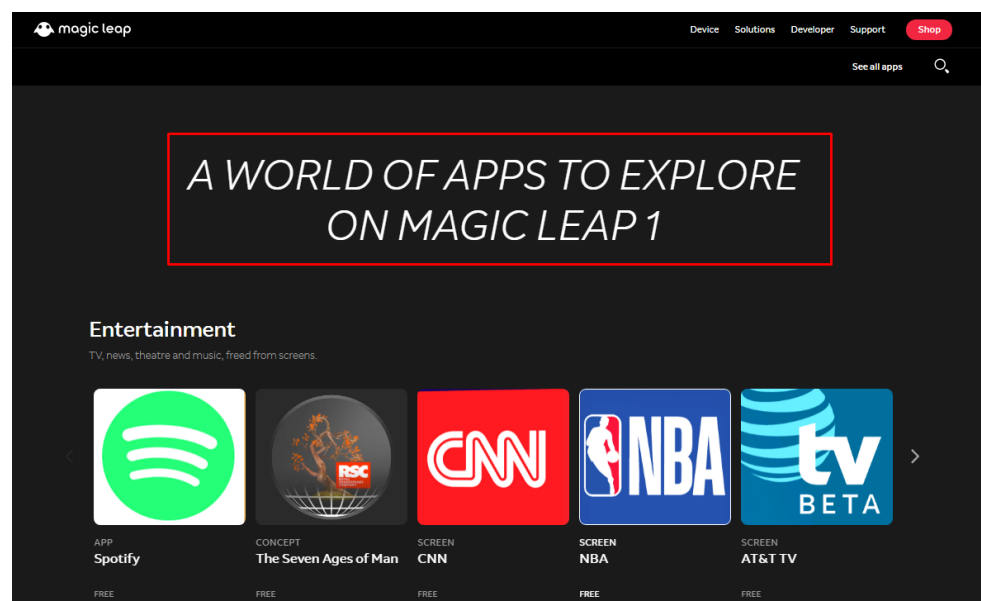 magic leap
Device Solutions Developer Support Shop
See all apps
A WORLD OF APPS TO EXPLORE
ON MAGIC LEAP 1
Entertainment
TV, news, theatre and music, freed from screens.
RSC
CNN
NBA
tv
BETA
APP
Spotify
FREE
CONCEPT
The Seven Ages of Man
FREE
SCREEN
CNN
FREE
SCREEN
NBA
FREE
SCREEN
AT&T TV
FREE